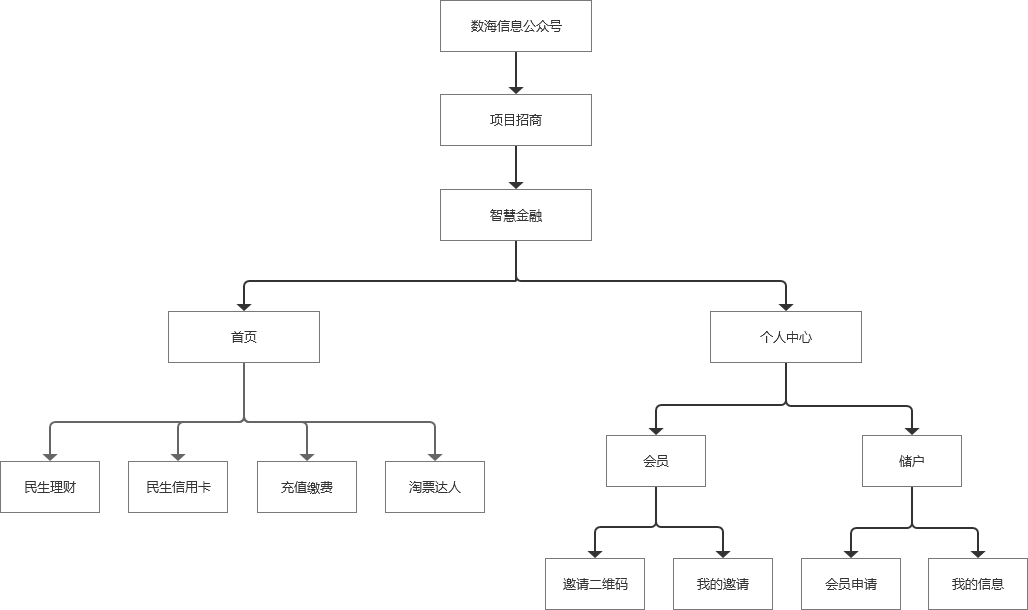 数海信息公众号
项目招商
智慧金融
首页
个人中心
会员
储户
民生理财
民生信用卡
充值缴费
淘票达人
邀请二维码
我的邀请
会员申请
我的信息